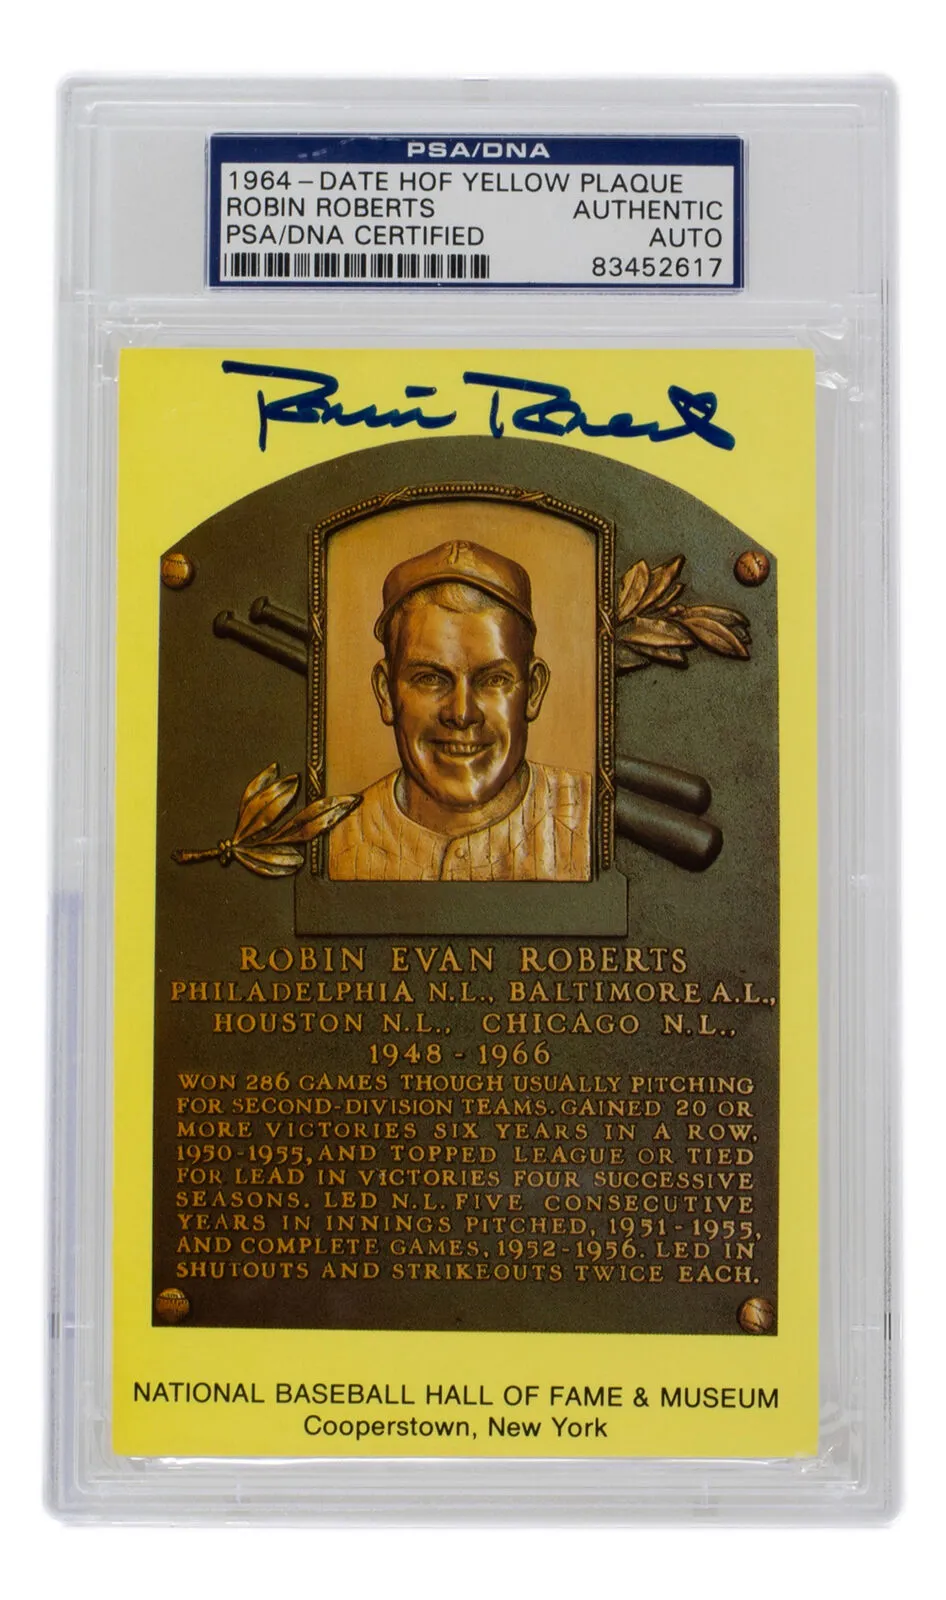 PSA/DNA
1964-DATE HOF YELLOW PLAQUE
ROBIN ROBERTS AUTHENTIC
PSA/DNA CERTIFIED AUTO
83452617
Robin Roberts
ROBIN EVAN ROBERTS
PHILADELPHIA N.L., BALTIMORE A.L.,
HOUSTON N.L., CHICAGO N.L.,
1948 - 1966
WON 286 GAMES THOUGH USUALLY PITCHING
FOR SECOND-DIVISION TEAMS. GAINED 20 OR
MORE VICTORIES SIX YEARS IN A ROW,
1950-1955, AND TOPPED LEAGUE OR TIED
FOR LEAD IN VICTORIES FOUR SUCCESSIVE
SEASONS. LED N.L. FIVE CONSECUTIVE
YEARS IN INNINGS PITCHED, 1951-1955,
AND COMPLETE GAMES, 1952-1956. LED IN
SHUTOUTS AND STRIKEOUTS TWICE EACH.
NATIONAL BASEBALL HALL OF FAME & MUSEUM
Cooperstown, New York